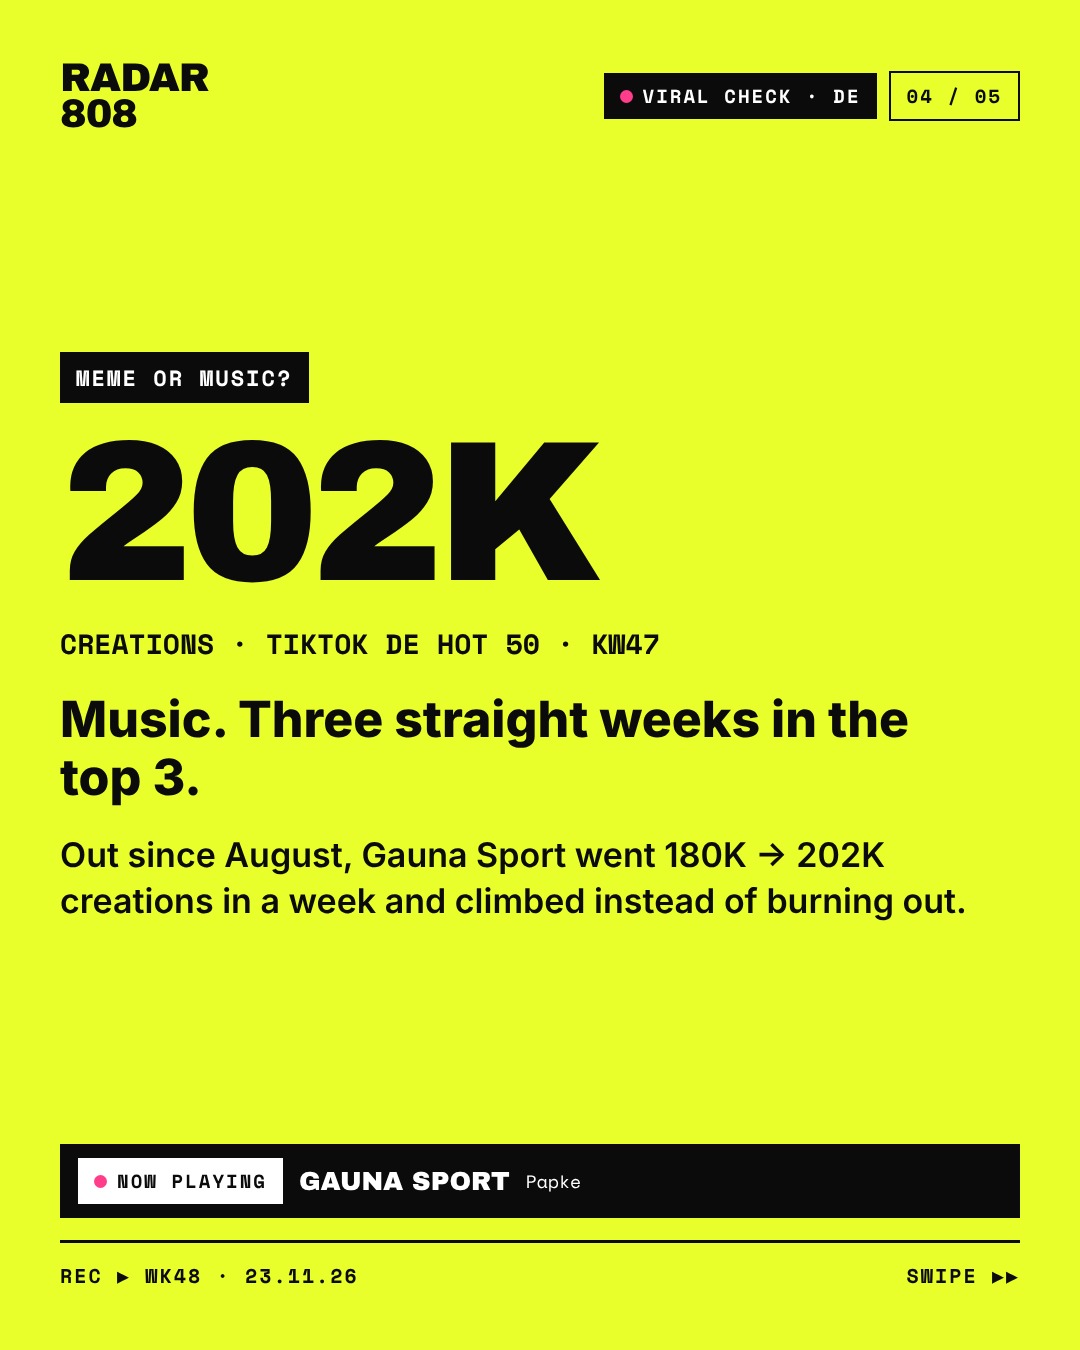 RADAR
808
VIRAL CHECK · DE
04 / 05
MEME OR MUSIC?
202K
CREATIONS · TIKTOK DE HOT 50 · KW47
Music. Three straight weeks in the
top 3.
Out since August, Gauna Sport went 180K → 202K
creations in a week and climbed instead of burning out.
NOW PLAYING GAUNA SPORT Papke
REC ▶ WK48 · 23.11.26
SWIPE ▶▶